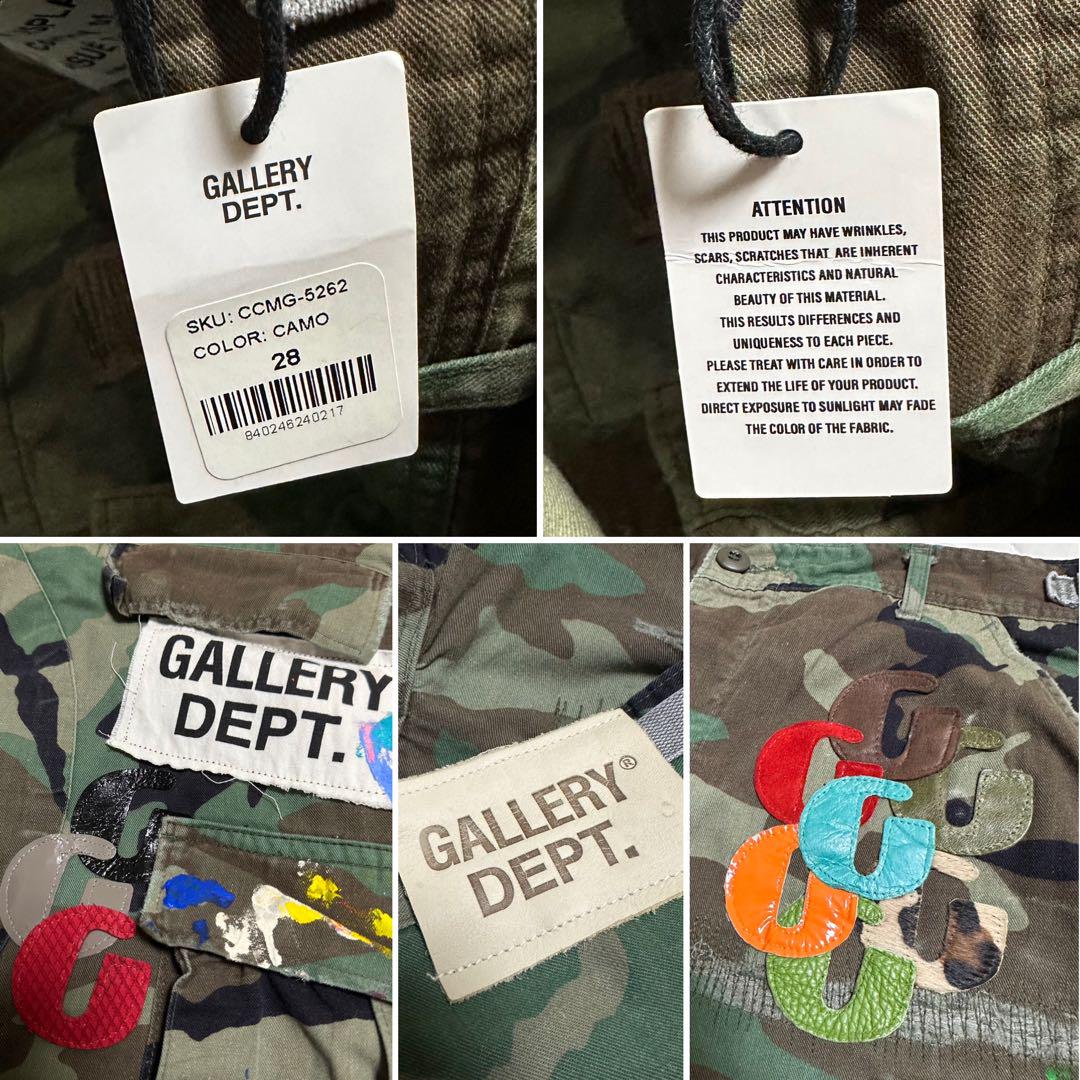 GALLERY
DEPT.
SKU: CCMG-5262
COLOR: CAMO
28
840246240217
ATTENTION
THIS PRODUCT MAY HAVE WRINKLES,
SCARS, SCRATCHES THAT ARE INHERENT
CHARACTERISTICS AND NATURAL
BEAUTY OF THIS MATERIAL.
THIS RESULTS DIFFERENCES AND
UNIQUENESS TO EACH PIECE.
PLEASE TREAT WITH CARE IN ORDER TO
EXTEND THE LIFE OF YOUR PRODUCT.
DIRECT EXPOSURE TO SUNLIGHT MAY FADE
THE COLOR OF THE FABRIC.
GALLERY
DEPT.
G
G
G
GALLERY®
DEPT.
G
G
G
G
G
G
G